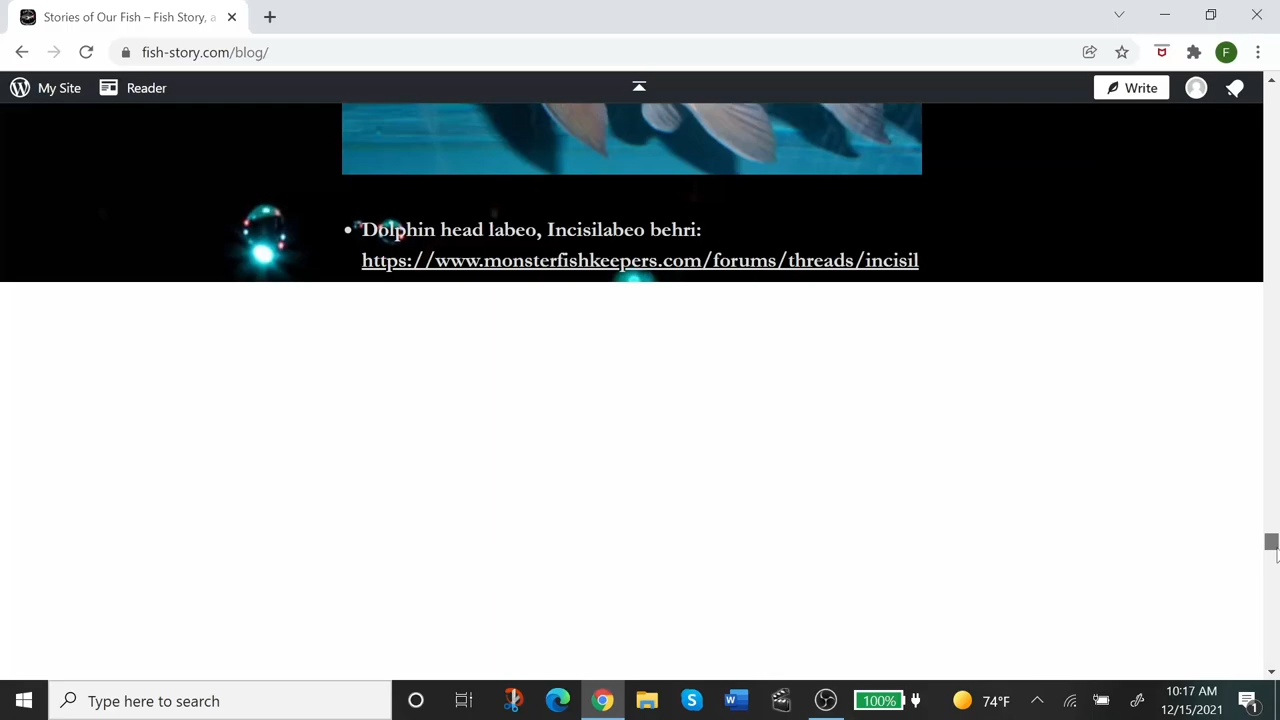 Stories of Our Fish – Fish Story, a
fish-story.com/blog/
F
My Site
Reader
Write
• Dolphin head labeo, Incisilabeo behri:
https://www.monsterfishkeepers.com/forums/threads/incisil
Type here to search
100%
74°F
10:17 AM
12/15/2021
1